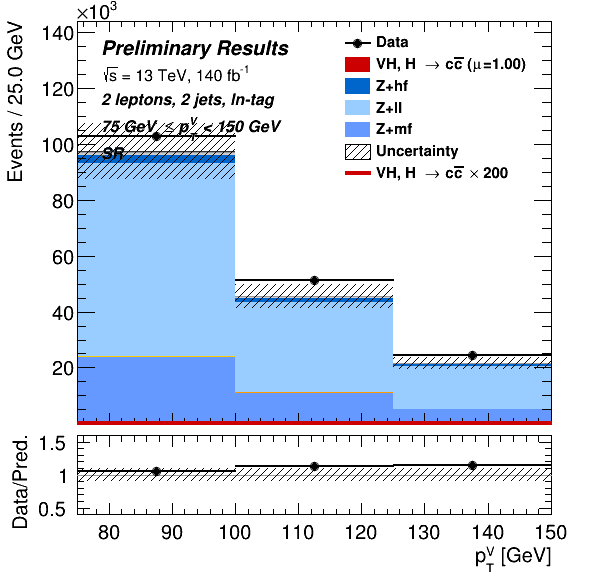 ×10³
Events / 25.0 GeV
140
120
100
80
60
40
20
Preliminary Results
√s = 13 TeV, 140 fb⁻¹
2 leptons, 2 jets, ln-tag
75 GeV ≤ p_T^V < 150 GeV
SR
Data
VH, H → cc̅ (μ=1.00)
Z+hf
Z+ll
Z+mf
Uncertainty
VH, H → cc̅ × 200
Data/Pred.
1.5
1
0.5
80 90 100 110 120 130 140 150
p_T^V [GeV]